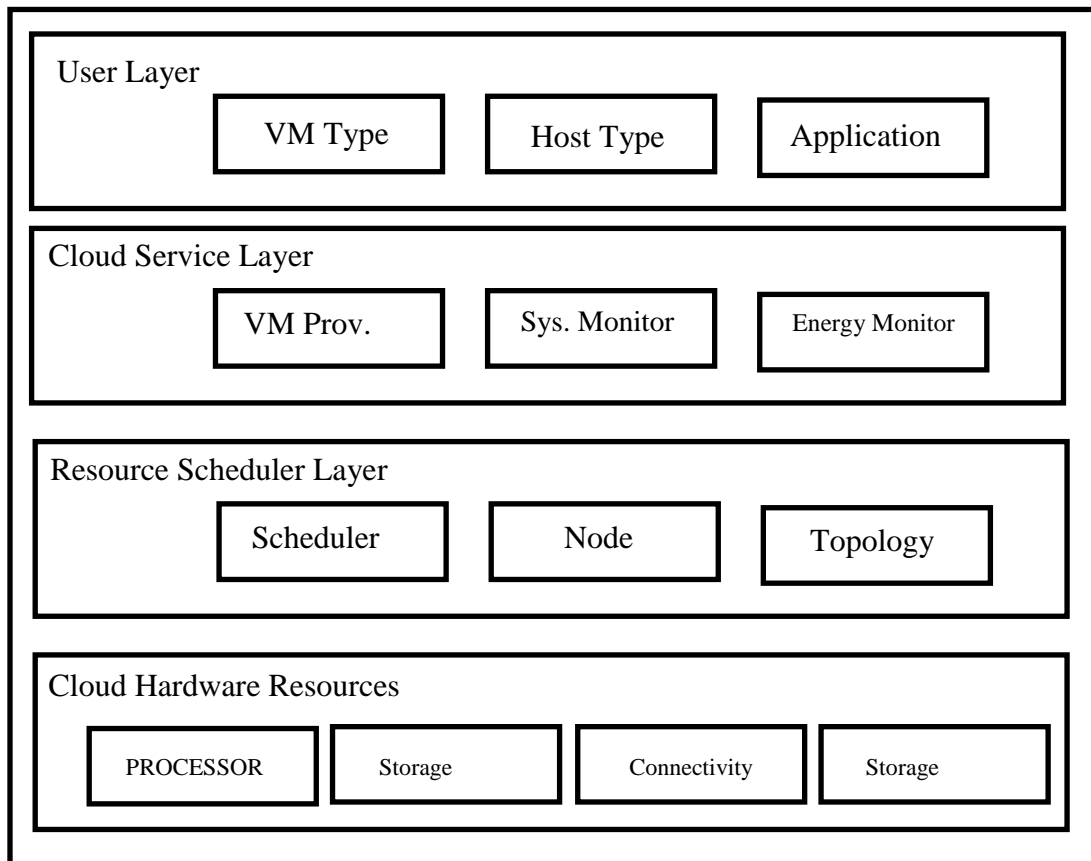 User Layer
VM Type
Host Type
Application
Cloud Service Layer
VM Prov.
Sys. Monitor
Energy Monitor
Resource Scheduler Layer
Scheduler
Node
Topology
Cloud Hardware Resources
PROCESSOR
Storage
Connectivity
Storage